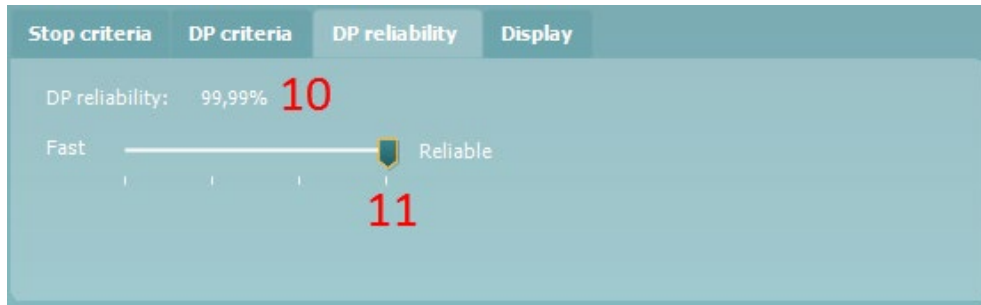 Stop criteria DP criteria DP reliability Display
DP reliability: 99,99% 10
Fast Reliable
11